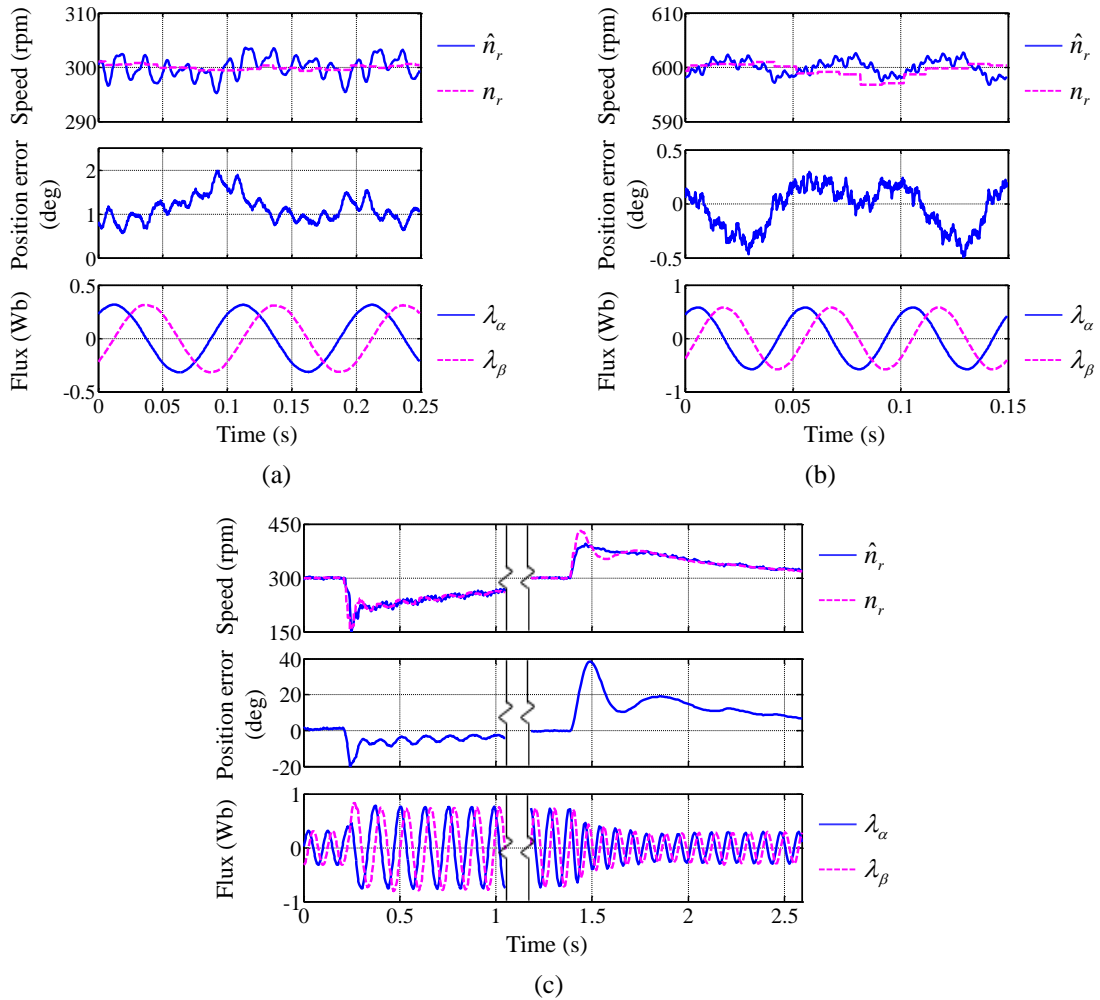 Speed (rpm)
310
300
290
n̂r
nr
Position error
(deg)
2
1
0
Flux (Wb)
0.5
0
-0.5
λα
λβ
0 0.05 0.1 0.15 0.2 0.25
Time (s)
(a)
Speed (rpm)
610
600
590
n̂r
nr
Position error
(deg)
0.5
0
-0.5
Flux (Wb)
1
0
-1
λα
λβ
0 0.05 0.1 0.15
Time (s)
(b)
Speed (rpm)
450
300
150
n̂r
nr
Position error
(deg)
40
20
0
-20
Flux (Wb)
1
0
-1
λα
λβ
0 0.5 1 1.5 2 2.5
Time (s)
(c)